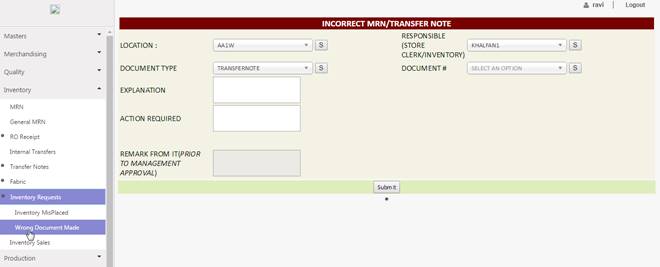 ravi Logout
Masters
Merchandising
Quality
Inventory
MRN
General MRN
RO Receipt
Internal Transfers
Transfer Notes
Fabric
Inventory Requests
Inventory MisPlaced
Wrong Document Made
Inventory Sales
Production
INCORRECT MRN/TRANSFER NOTE
LOCATION : AA1W S
RESPONSIBLE
(STORE
CLERK/INVENTORY) KHALFAN1 S
DOCUMENT TYPE TRANSFERNOTE S
DOCUMENT # SELECT AN OPTION S
EXPLANATION
ACTION REQUIRED
REMARK FROM IT(PRIOR
TO MANAGEMENT
APPROVAL)
Submit